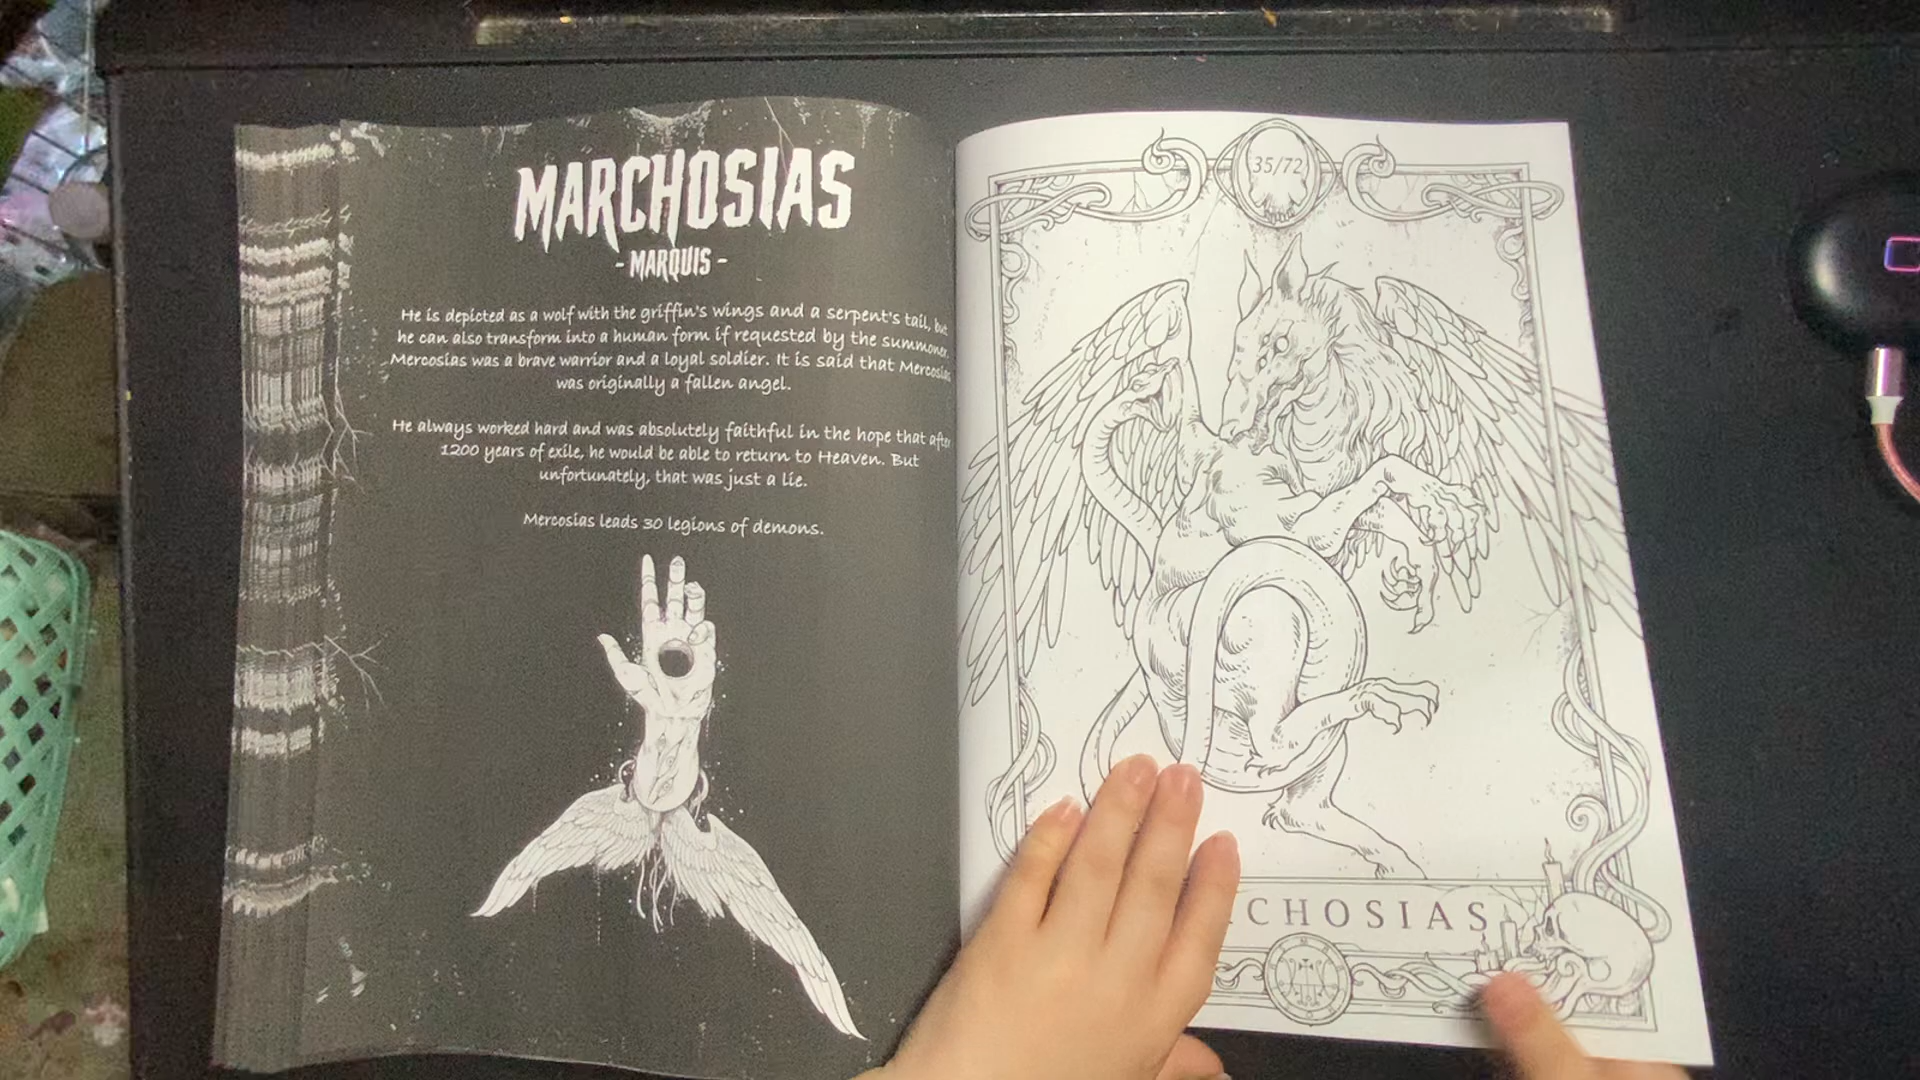 MARCHOSIAS
- MARQUIS -
He is depicted as a wolf with the griffin's wings and a serpent's tail, but
he can also transform into a human form if requested by the summoner.
Mercosias was a brave warrior and a loyal soldier. It is said that Mercosias
was originally a fallen angel.
He always worked hard and was absolutely faithful in the hope that after
1200 years of exile, he would be able to return to Heaven. But
unfortunately, that was just a lie.
Mercosias leads 30 legions of demons.
35/72
CHOSIAS